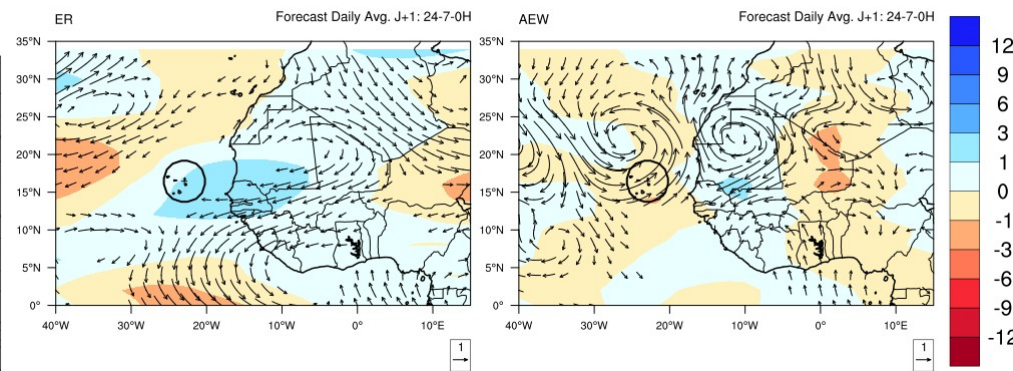 ER
Forecast Daily Avg. J+1: 24-7-0H
35°N
30°N
25°N
20°N
15°N
10°N
5°N
0°
40°W 30°W 20°W 10°W 0° 10°E
1
AEW
Forecast Daily Avg. J+1: 24-7-0H
35°N
30°N
25°N
20°N
15°N
10°N
5°N
0°
40°W 30°W 20°W 10°W 0° 10°E
1
12
9
6
3
1
0
-1
-3
-6
-9
-12